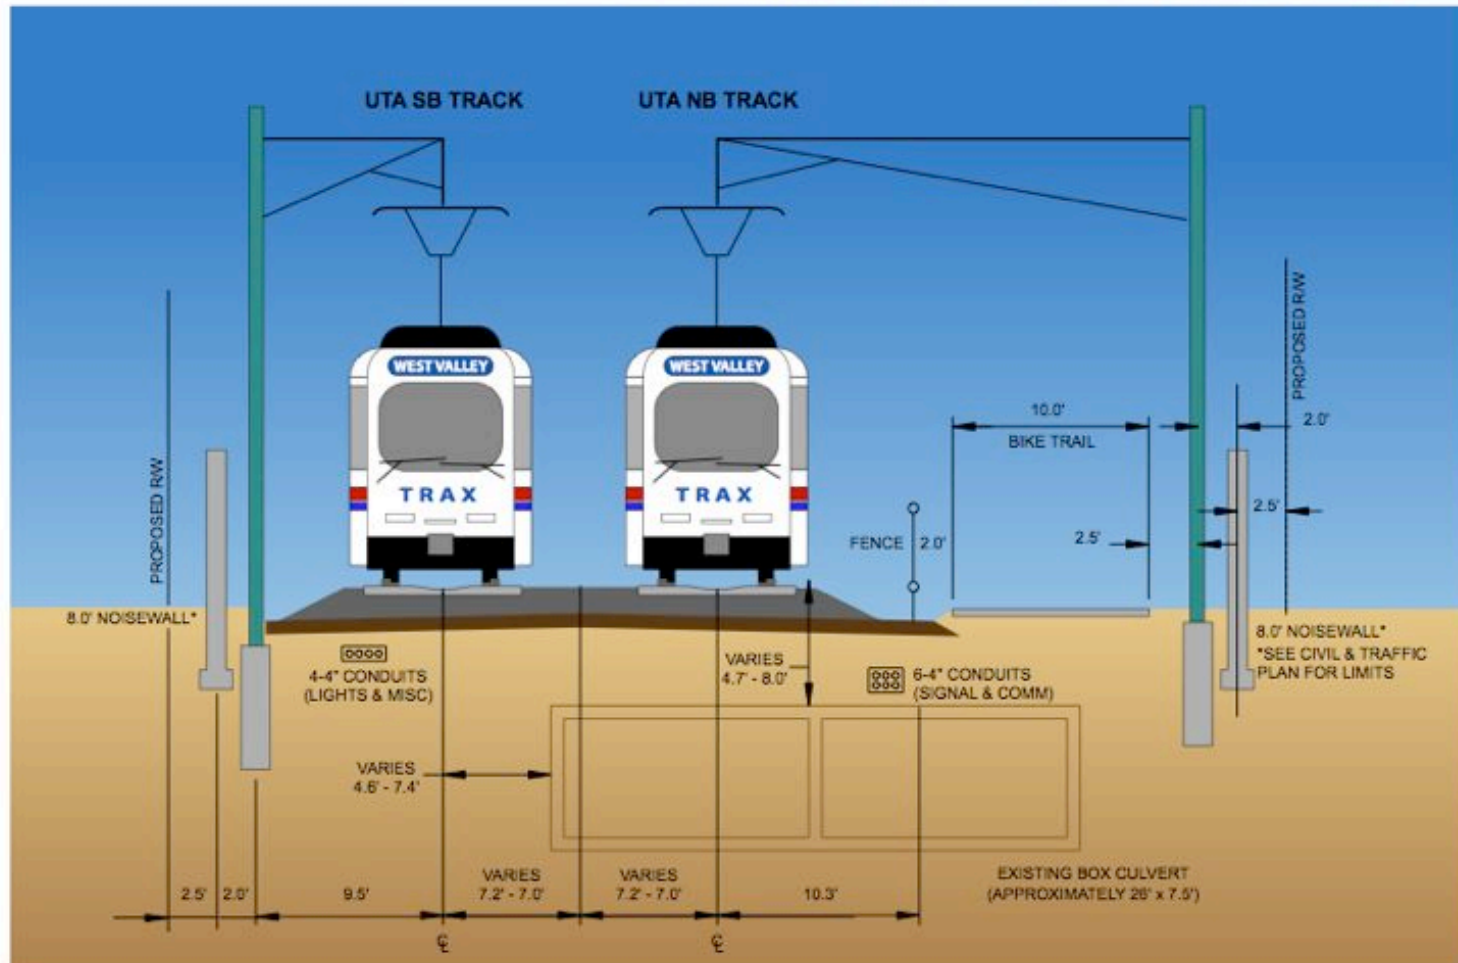 UTA SB TRACK
UTA NB TRACK
WEST VALLEY
WEST VALLEY
TRAX
TRAX
PROPOSED R/W
PROPOSED R/W
10.0'
BIKE TRAIL
2.0'
2.5'
2.5'
FENCE
2.0'
8.0' NOISEWALL*
8.0' NOISEWALL*
*SEE CIVIL & TRAFFIC
PLAN FOR LIMITS
4-4" CONDUITS
(LIGHTS & MISC)
VARIES
4.7' - 8.0'
6-4" CONDUITS
(SIGNAL & COMM)
VARIES
4.6' - 7.4'
EXISTING BOX CULVERT
(APPROXIMATELY 26' x 7.5')
2.5'
2.0'
9.5'
VARIES
7.2' - 7.0'
VARIES
7.2' - 7.0'
10.3'
℄
℄